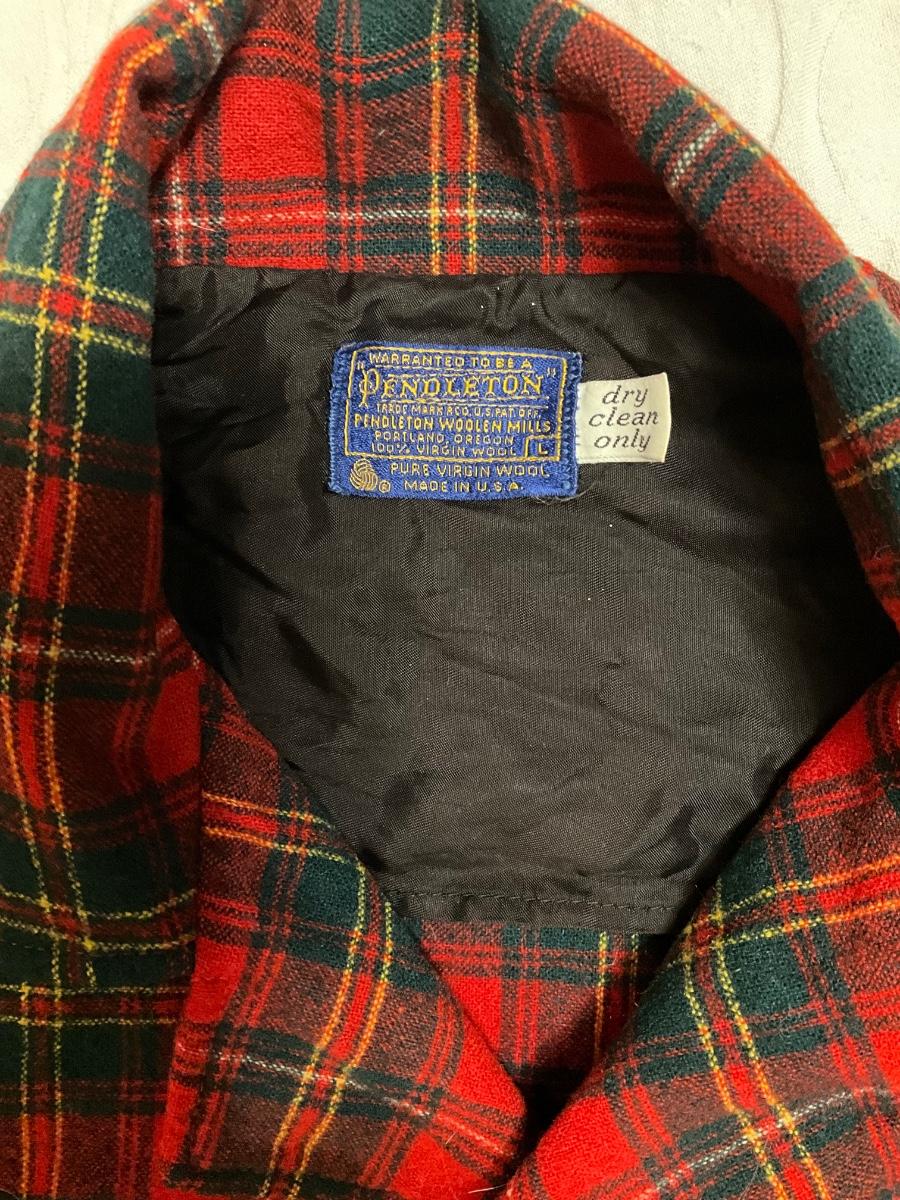 WARRANTED TO BE A
"PENDLETON"
TRADE MARK REG. U.S. PAT. OFF.
PENDLETON WOOLEN MILLS
PORTLAND, OREGON
100% VIRGIN WOOL L
PURE VIRGIN WOOL
MADE IN U.S.A.
dry
clean
only